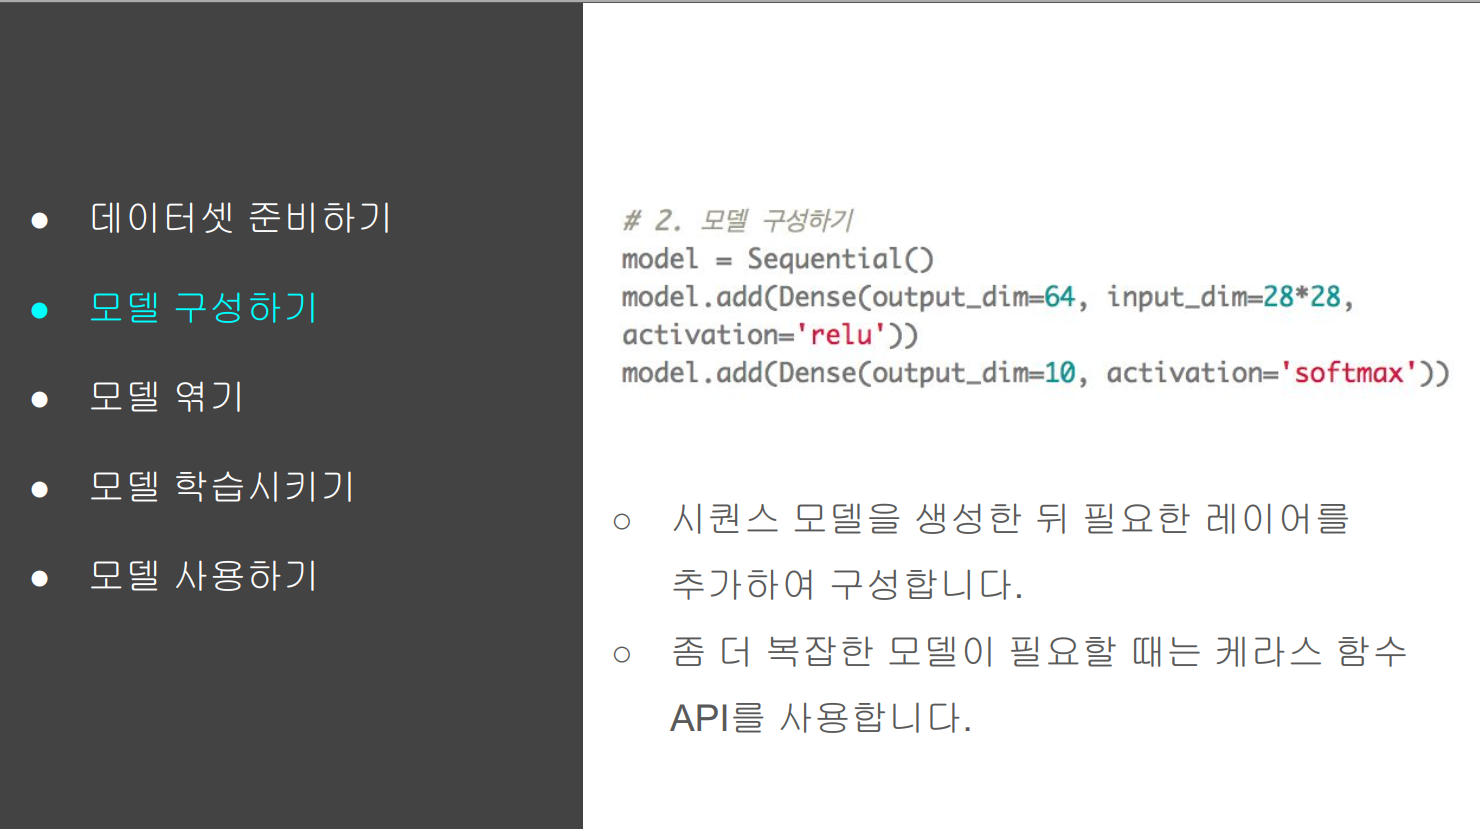 ● 데이터셋 준비하기
● 모델 구성하기
● 모델 엮기
● 모델 학습시키기
● 모델 사용하기
# 2. 모델 구성하기
model = Sequential()
model.add(Dense(output_dim=64, input_dim=28*28,
activation='relu'))
model.add(Dense(output_dim=10, activation='softmax'))
○ 시퀀스 모델을 생성한 뒤 필요한 레이어를
추가하여 구성합니다.
○ 좀 더 복잡한 모델이 필요할 때는 케라스 함수
API를 사용합니다.